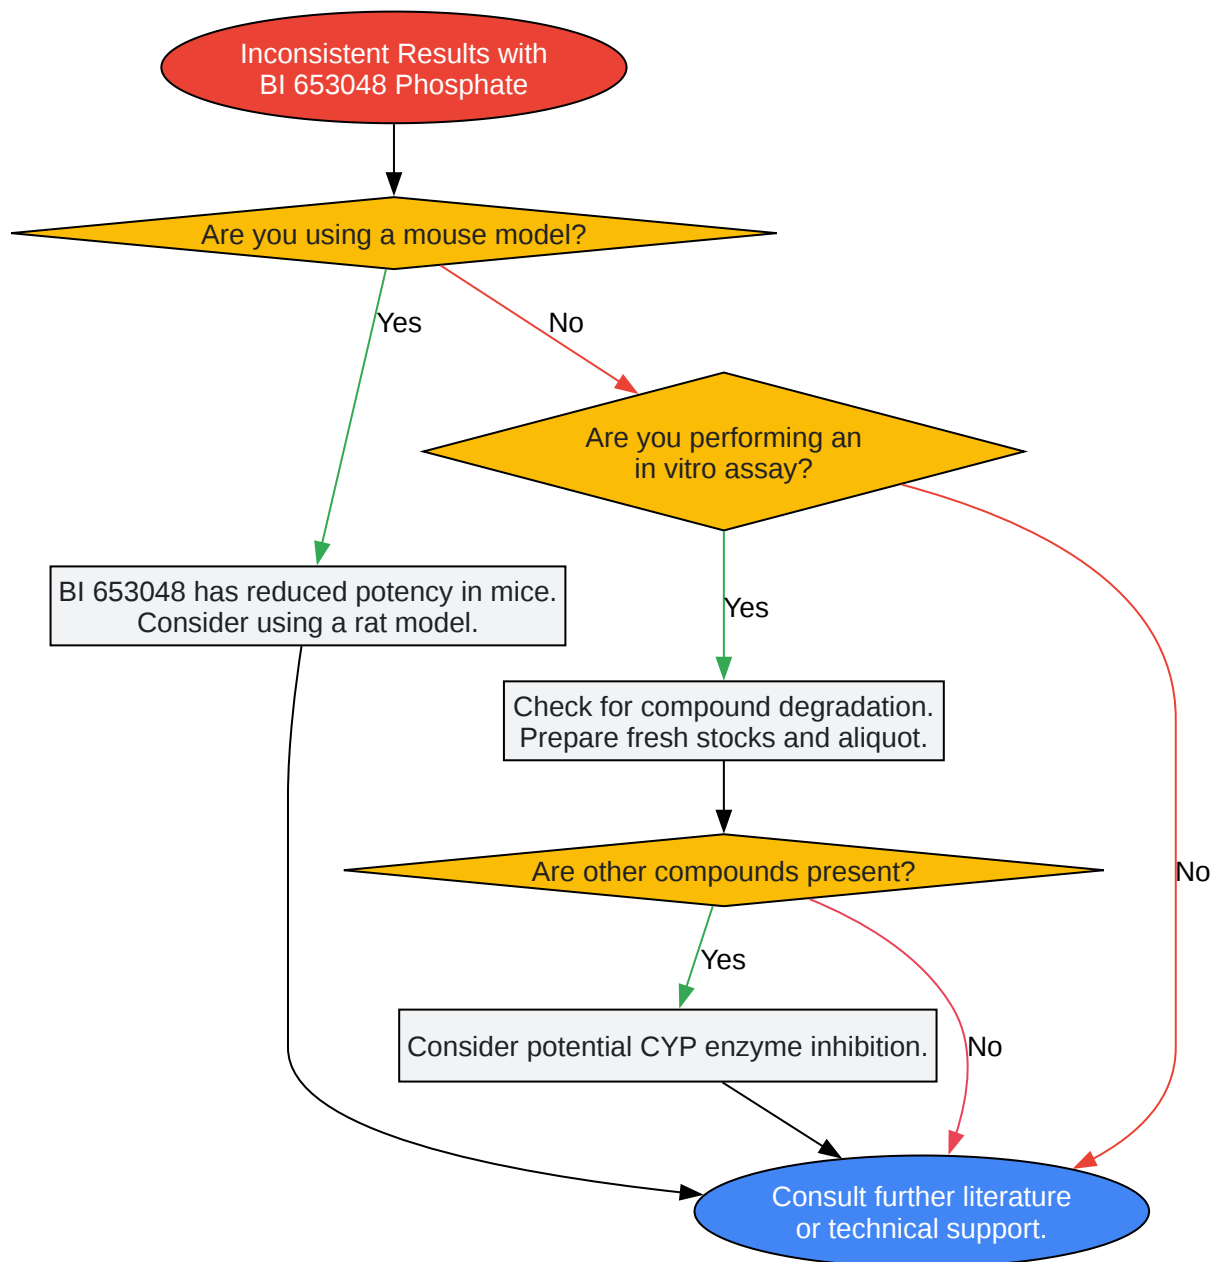 Inconsistent Results with
BI 653048 Phosphate
Are you using a mouse model?
Yes
No
Are you performing an
in vitro assay?
BI 653048 has reduced potency in mice.
Consider using a rat model.
Yes
Check for compound degradation.
Prepare fresh stocks and aliquot.
Are other compounds present?
No
Yes
Consider potential CYP enzyme inhibition.
No
Consult further literature
or technical support.